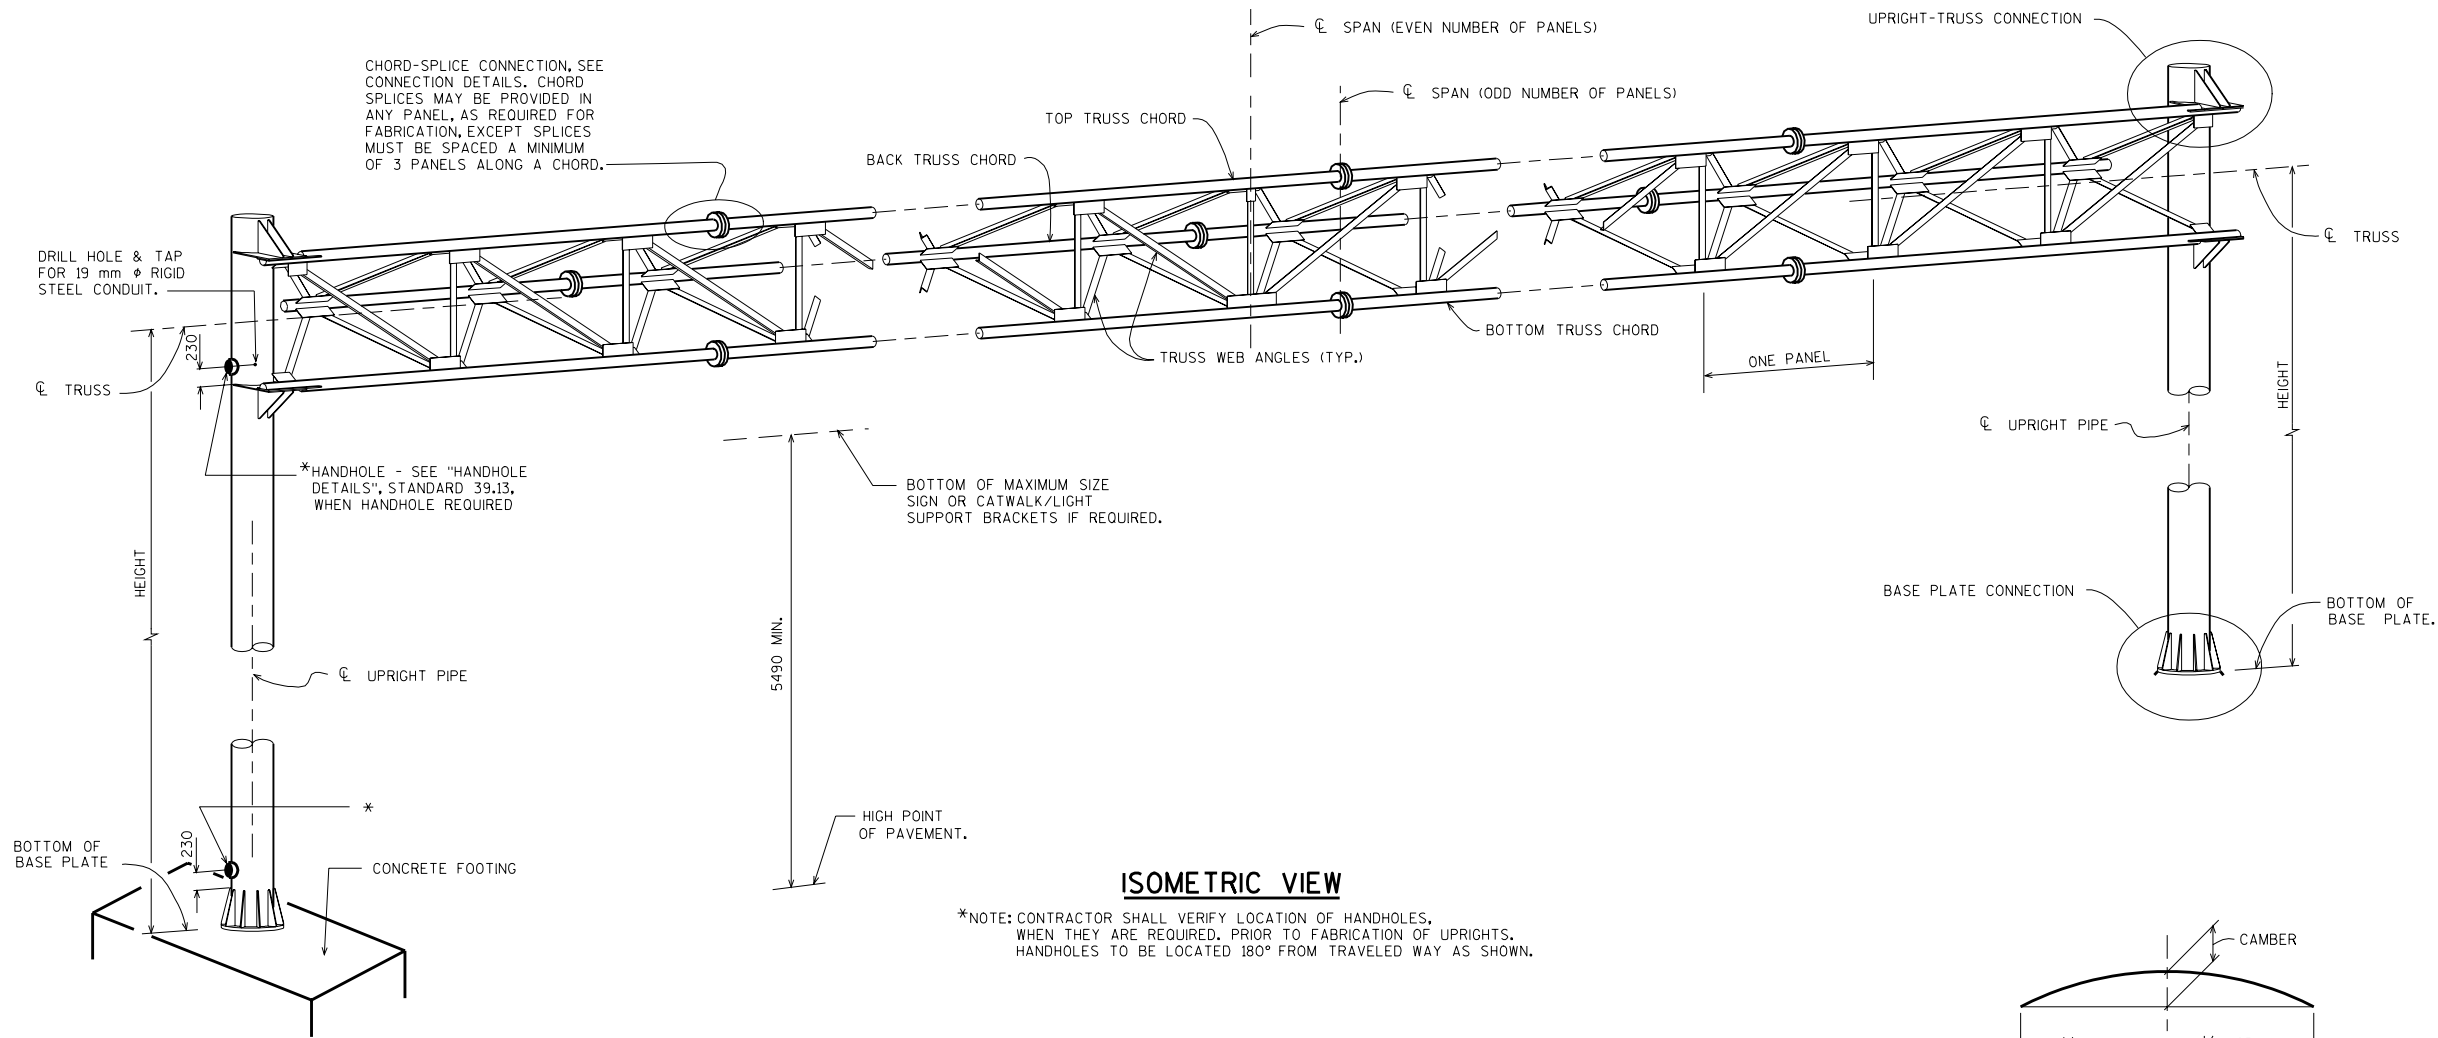 ℄ SPAN (EVEN NUMBER OF PANELS)
UPRIGHT-TRUSS CONNECTION
CHORD-SPLICE CONNECTION, SEE
CONNECTION DETAILS. CHORD
SPLICES MAY BE PROVIDED IN
ANY PANEL, AS REQUIRED FOR
FABRICATION, EXCEPT SPLICES
MUST BE SPACED A MINIMUM
OF 3 PANELS ALONG A CHORD.
℄ SPAN (ODD NUMBER OF PANELS)
TOP TRUSS CHORD
BACK TRUSS CHORD
DRILL HOLE & TAP
FOR 19 mm ϕ RIGID
STEEL CONDUIT.
℄ TRUSS
230
BOTTOM TRUSS CHORD
TRUSS WEB ANGLES (TYP.)
ONE PANEL
℄ TRUSS
HEIGHT
℄ UPRIGHT PIPE
*HANDHOLE - SEE "HANDHOLE
DETAILS", STANDARD 39.13,
WHEN HANDHOLE REQUIRED
BOTTOM OF MAXIMUM SIZE
SIGN OR CATWALK/LIGHT
SUPPORT BRACKETS IF REQUIRED.
HEIGHT
BASE PLATE CONNECTION
BOTTOM OF
BASE PLATE.
5490 MIN.
℄ UPRIGHT PIPE
*
HIGH POINT
OF PAVEMENT.
230
BOTTOM OF
BASE PLATE
CONCRETE FOOTING
ISOMETRIC VIEW
*NOTE: CONTRACTOR SHALL VERIFY LOCATION OF HANDHOLES,
WHEN THEY ARE REQUIRED. PRIOR TO FABRICATION OF UPRIGHTS.
HANDHOLES TO BE LOCATED 180° FROM TRAVELED WAY AS SHOWN.
CAMBER